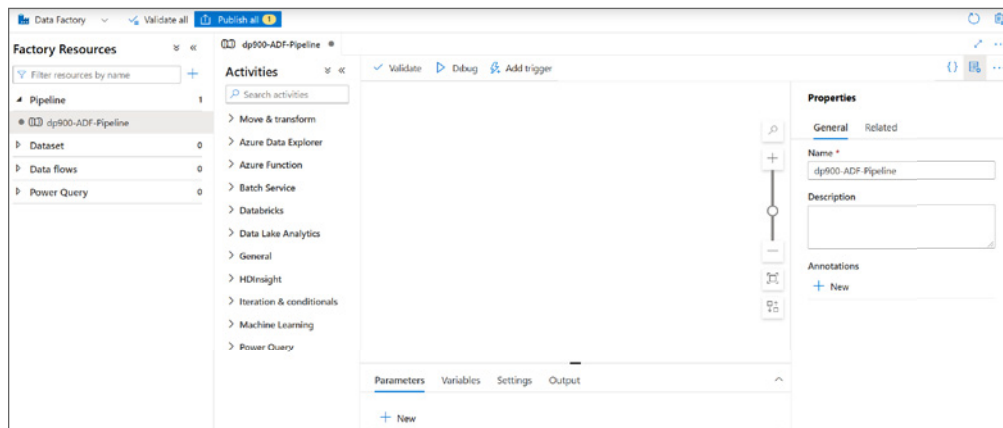 Data Factory
Validate all
Publish all 1
Factory Resources
Filter resources by name
Pipeline 1
dp900-ADF-Pipeline
Dataset 0
Data flows 0
Power Query 0
dp900-ADF-Pipeline
Activities
Search activities
Move & transform
Azure Data Explorer
Azure Function
Batch Service
Databricks
Data Lake Analytics
General
HDInsight
Iteration & conditionals
Machine Learning
Power Query
Validate
Debug
Add trigger
Parameters
Variables
Settings
Output
New
Properties
General
Related
Name *
dp900-ADF-Pipeline
Description
Annotations
New